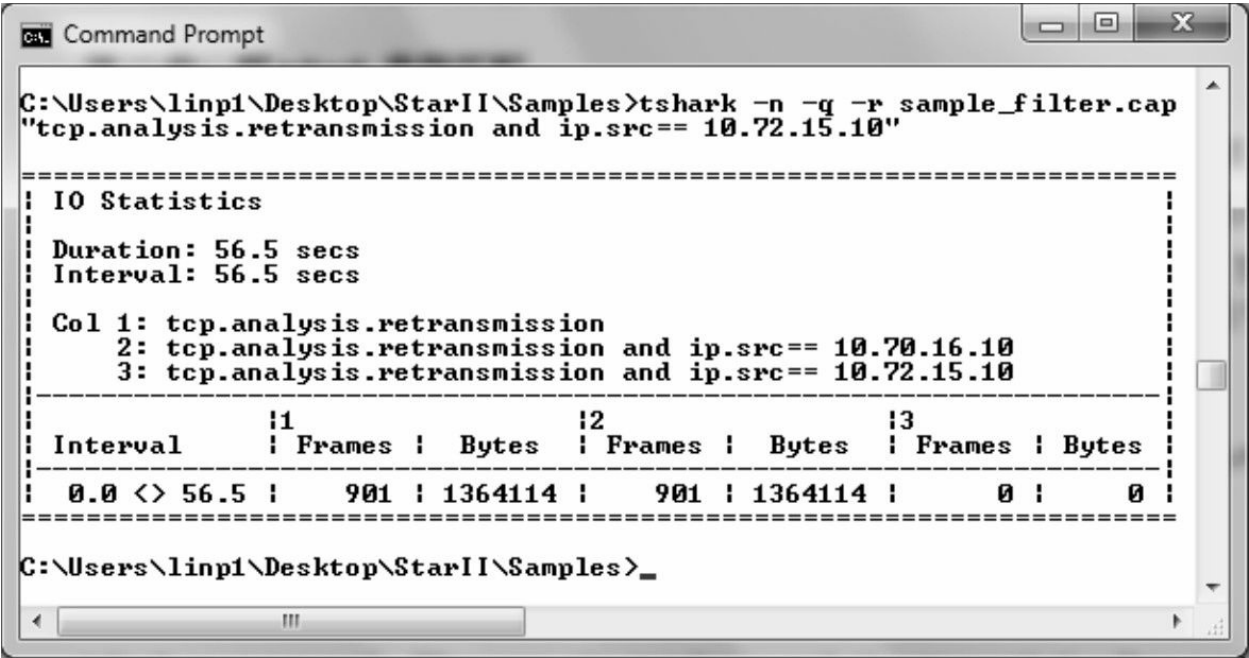 Command Prompt
C:\Users\linp1\Desktop\StarII\Samples>tshark -n -q -r sample_filter.cap
"tcp.analysis.retransmission and ip.src== 10.72.15.10"
=======================================================================
| IO Statistics |
| Duration: 56.5 secs |
| Interval: 56.5 secs |
| Col 1: tcp.analysis.retransmission |
| 2: tcp.analysis.retransmission and ip.src== 10.70.16.10 |
| 3: tcp.analysis.retransmission and ip.src== 10.72.15.10 |
|---------------------------------------------------------------------|
| |1 |2 |3 |
| Interval | Frames | Bytes | Frames | Bytes | Frames | Bytes |
|---------------------------------------------------------------------|
| 0.0 <> 56.5 | 901 | 1364114 | 901 | 1364114 | 0 | 0 |
=======================================================================
C:\Users\linp1\Desktop\StarII\Samples>_